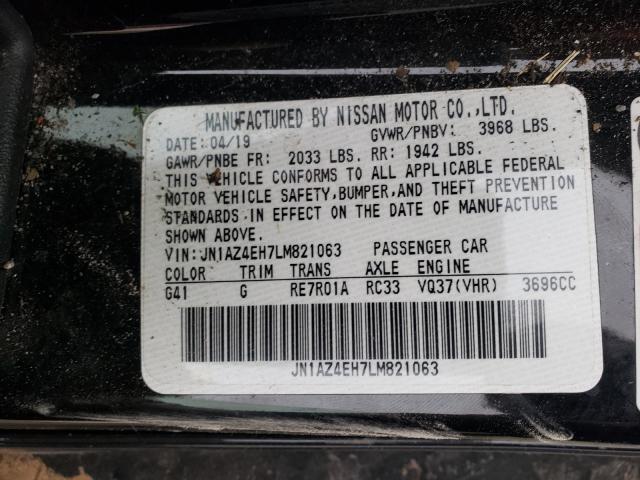 MANUFACTURED BY NISSAN MOTOR CO.,LTD.
DATE: 04/19 GVWR/PNBV: 3968 LBS.
GAWR/PNBE FR: 2033 LBS. RR: 1942 LBS.
THIS VEHICLE CONFORMS TO ALL APPLICABLE FEDERAL
MOTOR VEHICLE SAFETY,BUMPER,AND THEFT PREVENTION
STANDARDS IN EFFECT ON THE DATE OF MANUFACTURE
SHOWN ABOVE.
VIN:JN1AZ4EH7LM821063 PASSENGER CAR
COLOR TRIM TRANS AXLE ENGINE
G41 G RE7R01A RC33 VQ37(VHR) 3696CC
JN1AZ4EH7LM821063